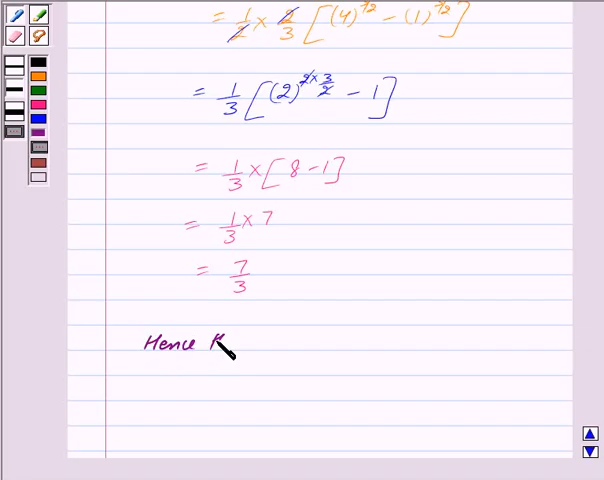 = 1/2 × 2/3 [(4)^3/2 − (1)^3/2]
= 1/3 [(2)^2×3/2 − 1]
= 1/3 × [8 − 1]
= 1/3 × 7
= 7/3
Hence